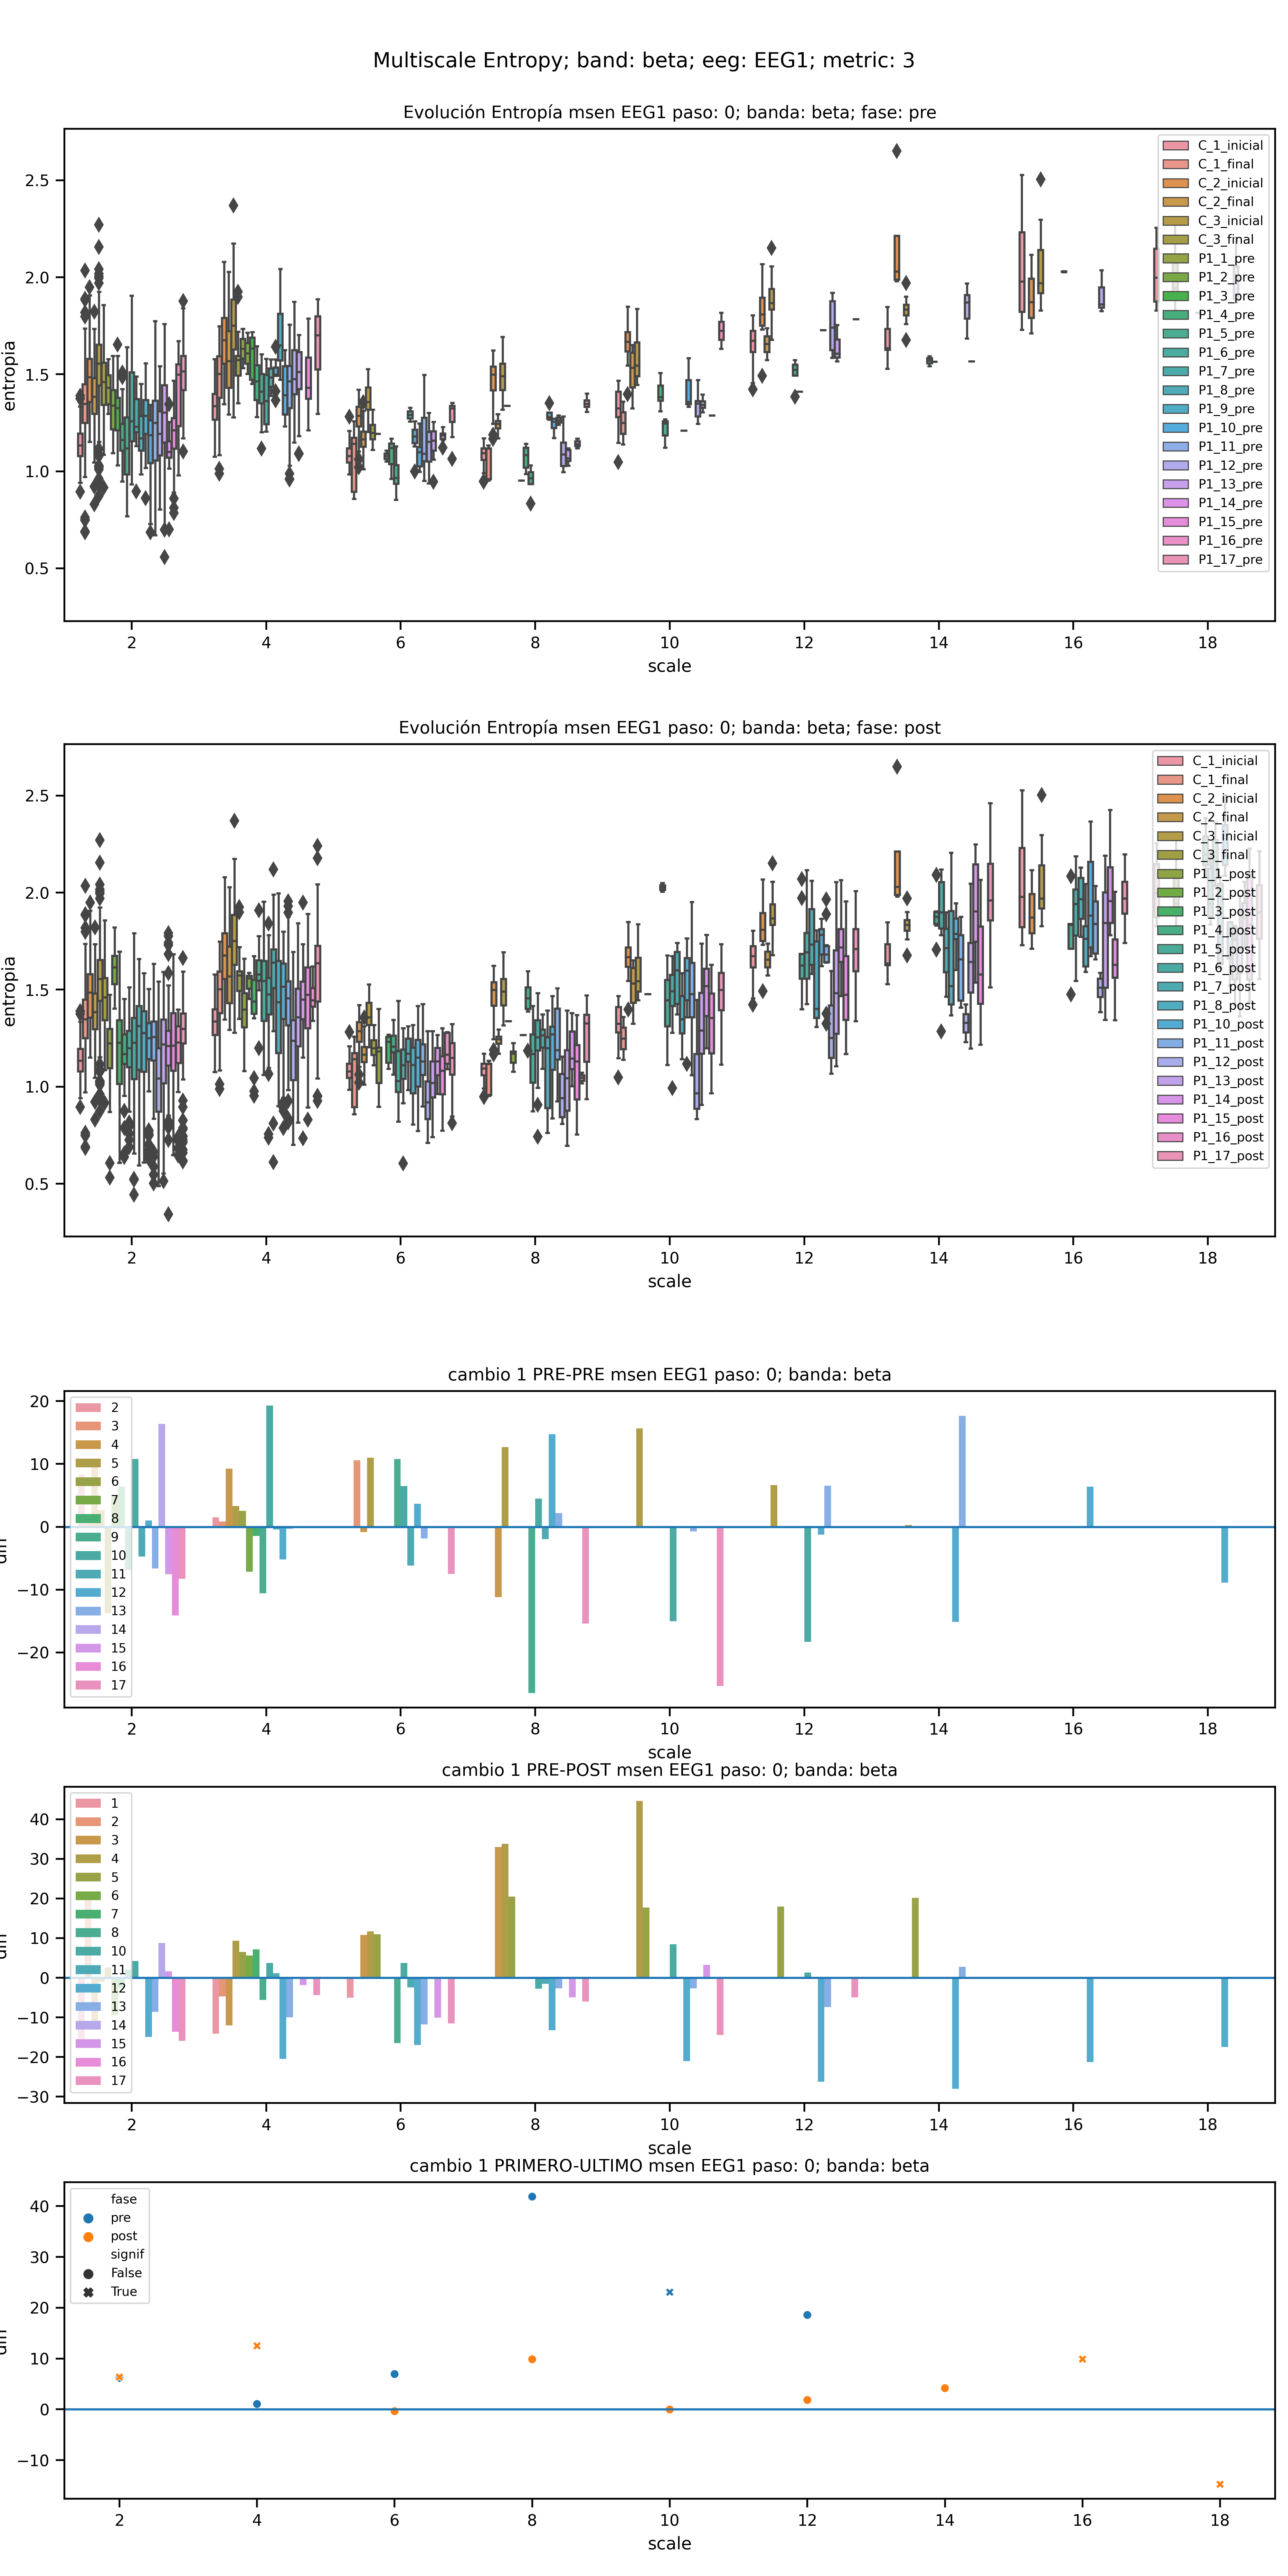 Multiscale Entropy; band: beta; eeg: EEG1; metric: 3
Evolución Entropía msen EEG1 paso: 0; banda: beta; fase: pre
entropia
2.5
2.0
1.5
1.0
0.5
C_1_inicial
C_1_final
C_2_inicial
C_2_final
C_3_inicial
C_3_final
P1_1_pre
P1_2_pre
P1_3_pre
P1_4_pre
P1_5_pre
P1_6_pre
P1_7_pre
P1_8_pre
P1_9_pre
P1_10_pre
P1_11_pre
P1_12_pre
P1_13_pre
P1_14_pre
P1_15_pre
P1_16_pre
P1_17_pre
2 4 6 8 10 12 14 16 18
scale
Evolución Entropía msen EEG1 paso: 0; banda: beta; fase: post
entropia
2.5
2.0
1.5
1.0
0.5
C_1_inicial
C_1_final
C_2_inicial
C_2_final
C_3_inicial
C_3_final
P1_1_post
P1_2_post
P1_3_post
P1_4_post
P1_5_post
P1_6_post
P1_7_post
P1_8_post
P1_10_post
P1_11_post
P1_12_post
P1_13_post
P1_14_post
P1_15_post
P1_16_post
P1_17_post
2 4 6 8 10 12 14 16 18
scale
cambio 1 PRE-PRE msen EEG1 paso: 0; banda: beta
20
10
0
−10
−20
2
3
4
5
6
7
8
9
10
11
12
13
14
15
16
17
2 4 6 8 10 12 14 16 18
scale
cambio 1 PRE-POST msen EEG1 paso: 0; banda: beta
40
30
20
10
0
−10
−20
−30
1
2
3
4
5
6
7
8
10
11
12
13
14
15
16
17
2 4 6 8 10 12 14 16 18
scale
cambio 1 PRIMERO-ULTIMO msen EEG1 paso: 0; banda: beta
40
30
20
10
0
−10
fase
pre
post
signif
False
True
2 4 6 8 10 12 14 16 18
scale